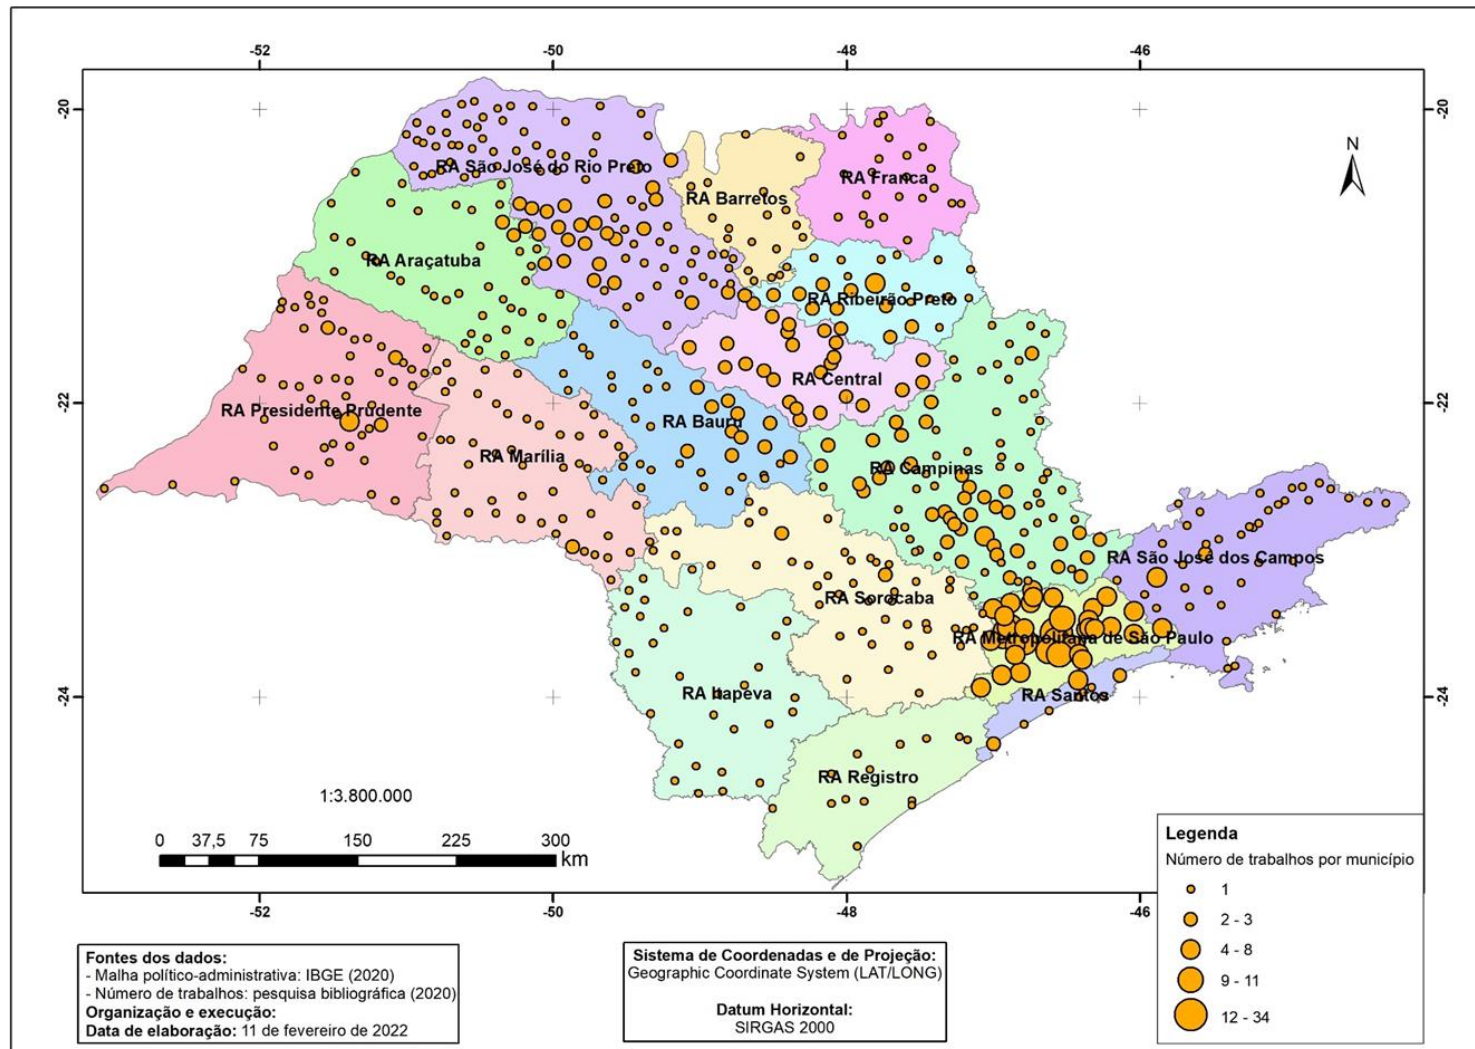 -52
-50
-48
-46
-20
-20
N
RA São José do Rio Preto
RA Franca
RA Barretos
RA Araçatuba
RA Ribeirão Preto
RA Central
-22
-22
RA Presidente Prudente
RA Bauru
RA Marília
RA Campinas
RA São José dos Campos
RA Sorocaba
RA Metropolitana de São Paulo
-24
-24
RA Itapeva
RA Santos
RA Registro
1:3.800.000
0 37,5 75 150 225 300
km
-52
-50
-48
-46
Legenda
Número de trabalhos por município
1
2 - 3
4 - 8
9 - 11
12 - 34
Fontes dos dados:
- Malha político-administrativa: IBGE (2020)
- Número de trabalhos: pesquisa bibliográfica (2020)
Organização e execução:
Data de elaboração: 11 de fevereiro de 2022
Sistema de Coordenadas e de Projeção:
Geographic Coordinate System (LAT/LONG)
Datum Horizontal:
SIRGAS 2000